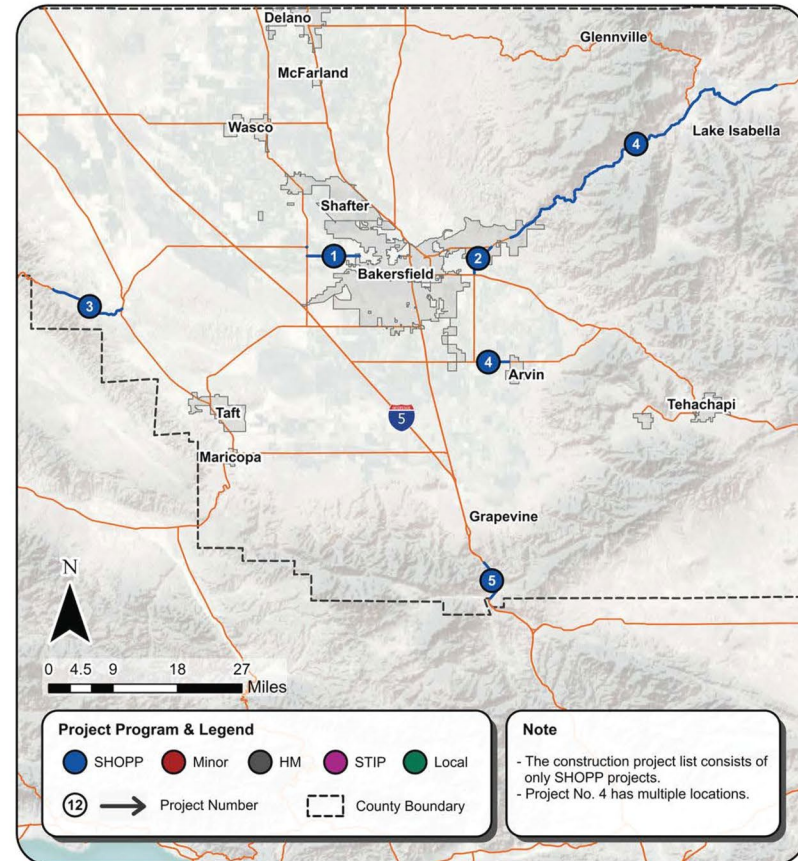 Delano
Glennville
McFarland
Wasco
Lake Isabella
4
Shafter
1
2
Bakersfield
3
4
Arvin
Taft
5
Tehachapi
Maricopa
Grapevine
5
N
0 4.5 9 18 27
Miles
Project Program & Legend
SHOPP Minor HM STIP Local
12 Project Number County Boundary
Note
- The construction project list consists of
only SHOPP projects.
- Project No. 4 has multiple locations.